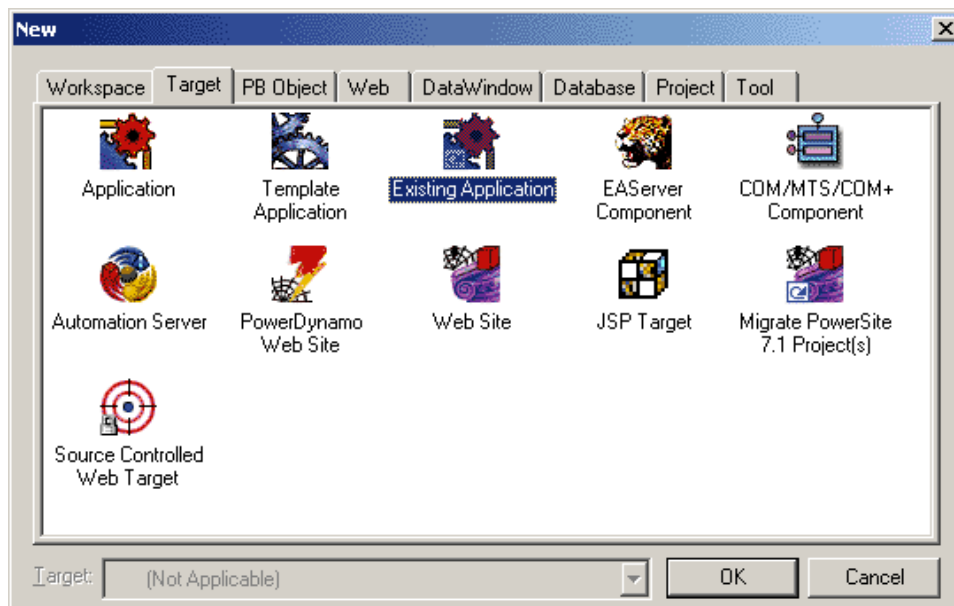 New
Workspace Target PB Object Web DataWindow Database Project Tool
Application Template Application Existing Application EAServer Component COM/MTS/COM+ Component
Automation Server PowerDynamo Web Site Web Site JSP Target Migrate PowerSite 7.1 Project(s)
Source Controlled
Web Target
Target: (Not Applicable) OK Cancel